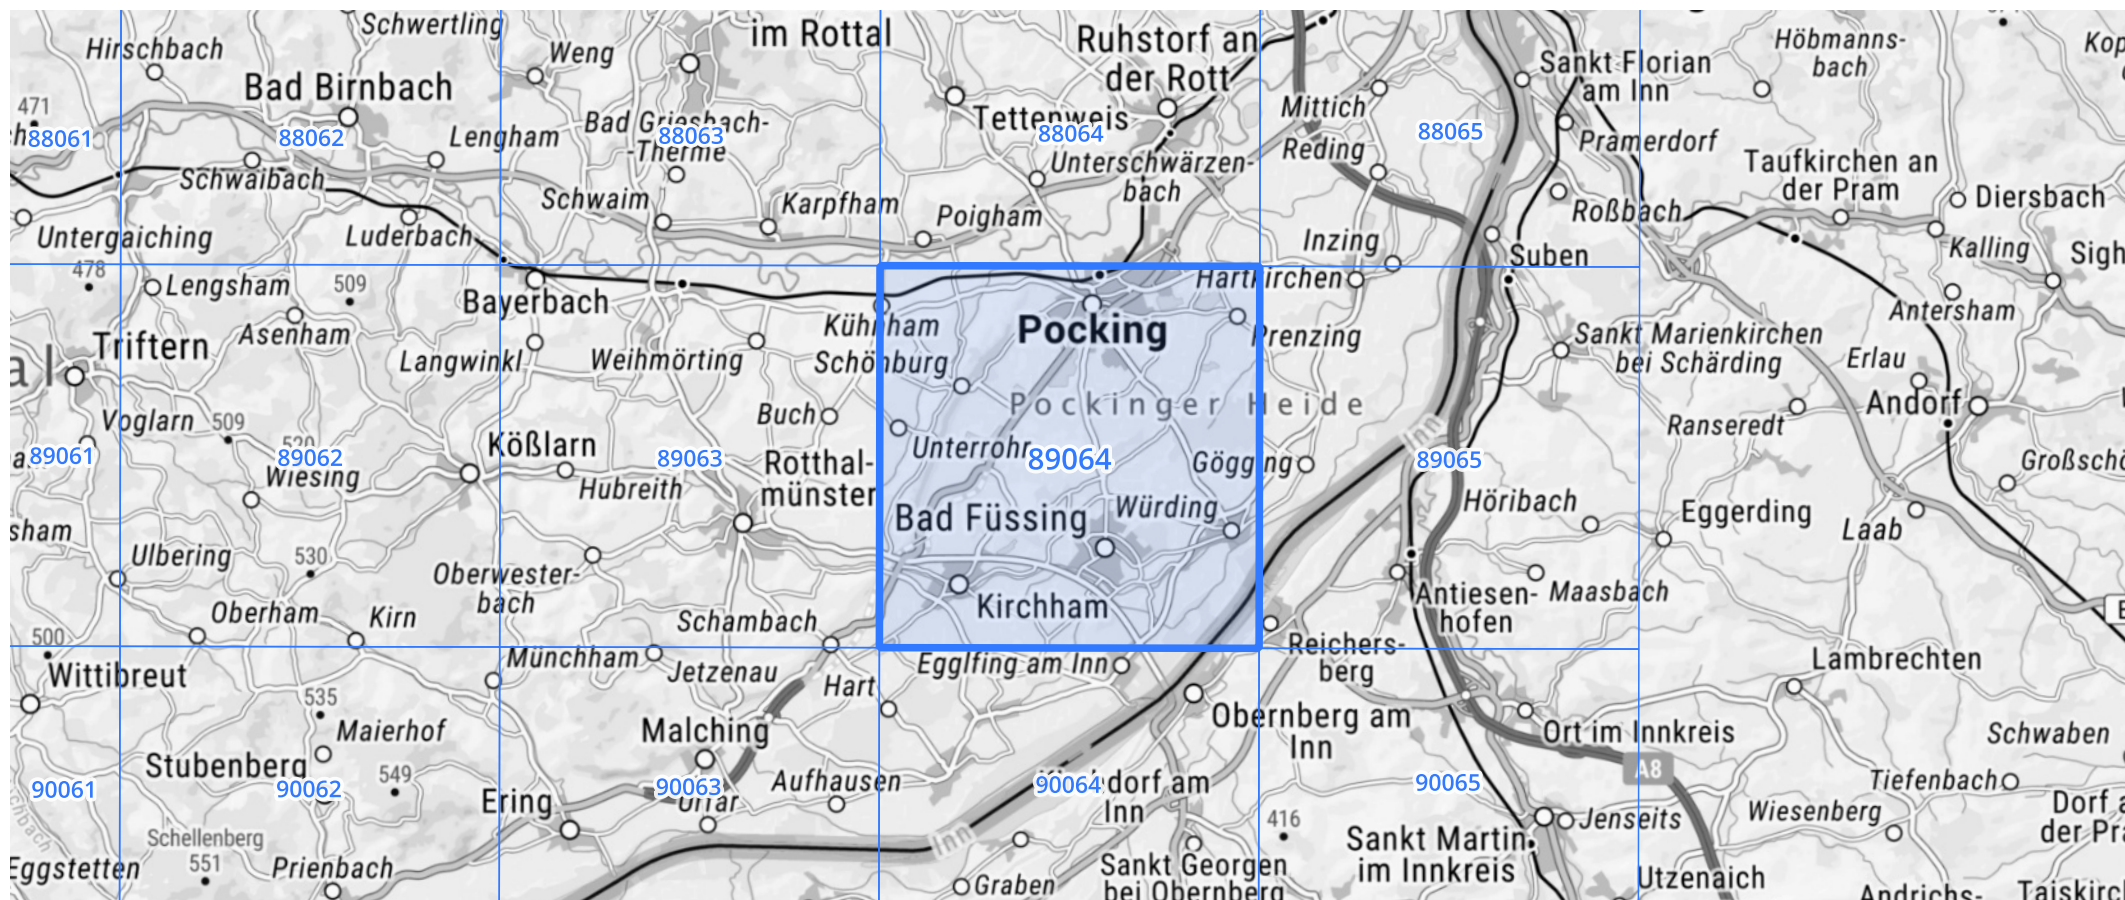 Schwertling
im Rottal
Ruhstorf an
der Rott
Hirschbach
Weng
Höbmanns-
bach
Sankt Florian
am Inn
Bad Birnbach
471
Mittich
Tettenweis
88061
88062
Lengham
Bad Griesbach-
-Therme
88063
88064
88065
Pramerdorf
Reding
Unterschwärzen-
bach
Taufkirchen an
der Pram
Schwaibach
Schwaim
Karpfham
Poigham
Roßbach
Diersbach
Untergaiching
Luderbach
Inzing
Suben
Kalling
478
Lengsham
509
Bayerbach
Hartkirchen
Antersham
Asenham
Kühnham
Pocking
Prenzing
Sankt Marienkirchen
bei Schärding
Triftern
Langwinkl
Weihmörting
Schönburg
Erlau
Voglarn
509
Buch
Pockinger Heide
Andorf
Ranseredt
Inn
520
Kößlarn
Unterrohr
89061
89062
89063
89064
89065
Wiesing
Hubreith
Rotthal-
münster
Gögging
Höribach
Würding
Bad Füssing
Eggerding
Laab
Ulbering
530
Oberwester-
bach
Antiesen-
hofen
Maasbach
Oberham
Kirn
Schambach
Kirchham
500
Reichers-
berg
Wittibreut
Münchham
Jetzenau
Hart
Egglfing am Inn
Lambrechten
535
Maierhof
Malching
Obernberg am
Inn
Ort im Innkreis
Schwaben
Stubenberg
549
Aufhausen
A8
Tiefenbach
90061
90062
90063
90064
90065
dorf am
Inn
Ering
Wiesenberg
416
Jenseits
Schellenberg
551
Inn
Sankt Martin
im Innkreis
Eggstetten
Prienbach
Graben
Sankt Georgen
bei Obernberg
Utzenaich
Andrichs-